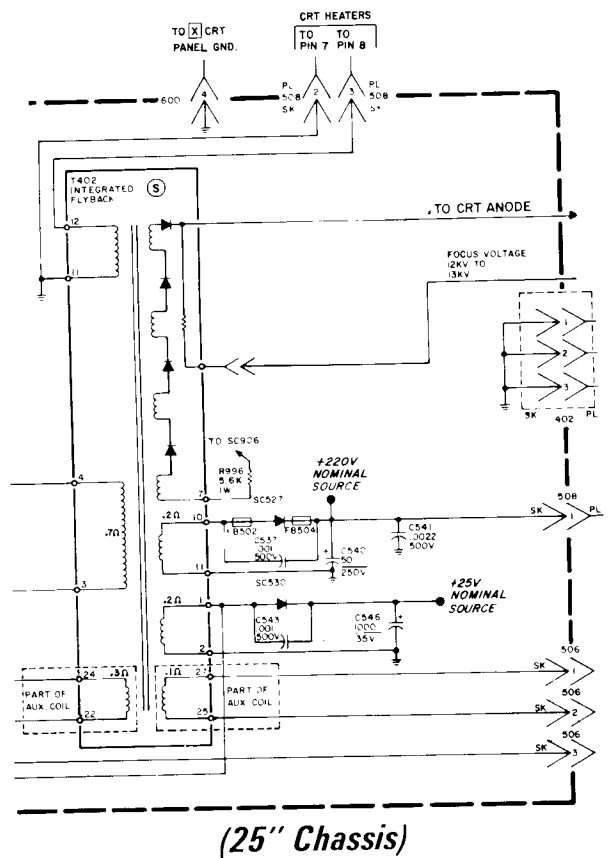 CRT HEATERS
TO X CRT
PANEL GND.
TO
PIN 7
TO
PIN 8
600
4
PL
508
SK
2
3
PL
508
SK
T402
INTEGRATED
FLYBACK
S
12
11
TO CRT ANODE
FOCUS VOLTAGE
12KV TO
13KV
1
2
3
SK
402
PL
TO SC906
R996
5.6K
1W
+220V
NOMINAL
SOURCE
4
.7Ω
3
7
SC527
10
.2Ω
FB502
FB504
C537
.001
500V
C540
50
250V
C541
.0022
500V
11
508
SK
1
PL
SC530
1
.2Ω
C543
.001
500V
C546
1000
35V
+25V
NOMINAL
SOURCE
2
24
.3Ω
PART OF
AUX. COIL
22
27
.1Ω
PART OF
AUX. COIL
25
506
SK
1
506
SK
2
506
SK
3
(25" Chassis)